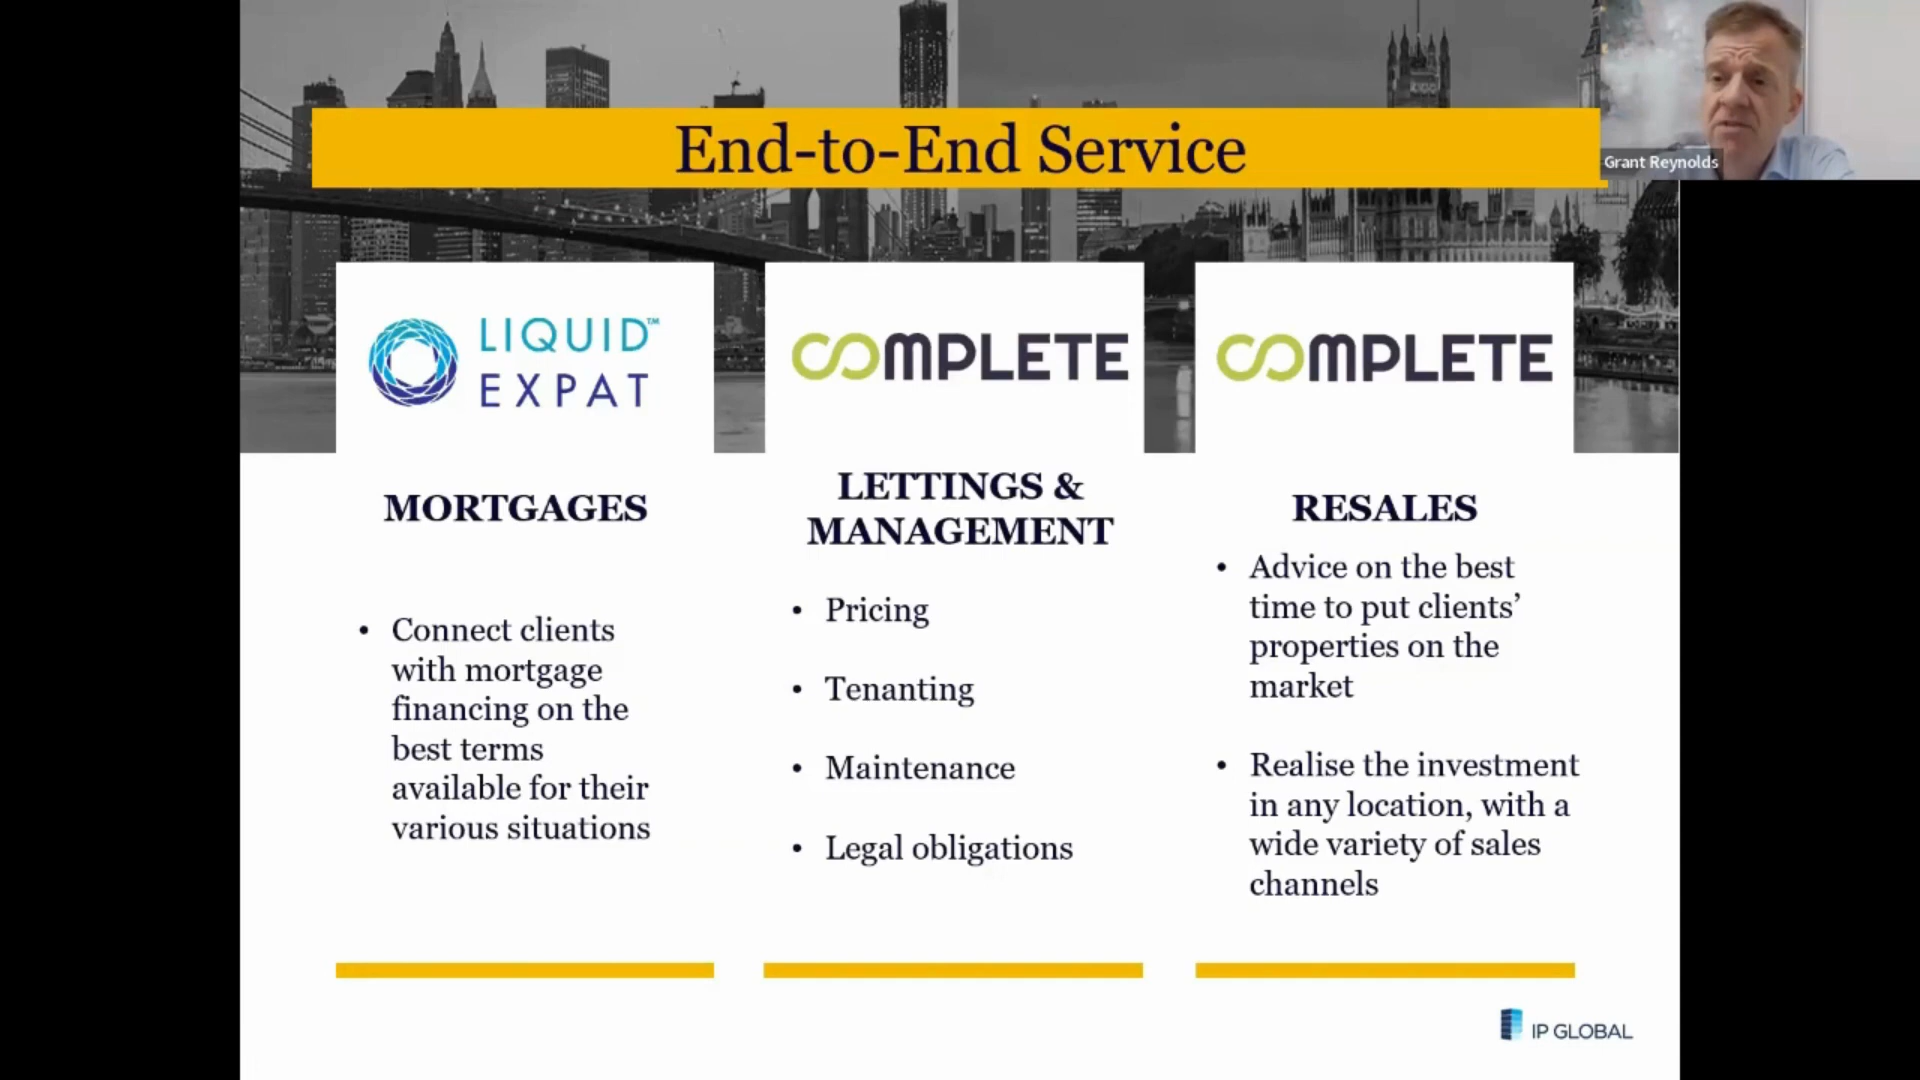 End-to-End Service
Grant Reynolds
LIQUID™
EXPAT
COMPLETE
COMPLETE
MORTGAGES
• Connect clients
with mortgage
financing on the
best terms
available for their
various situations
LETTINGS &
MANAGEMENT
• Pricing
• Tenanting
• Maintenance
• Legal obligations
RESALES
• Advice on the best
time to put clients’
properties on the
market
• Realise the investment
in any location, with a
wide variety of sales
channels
IP GLOBAL